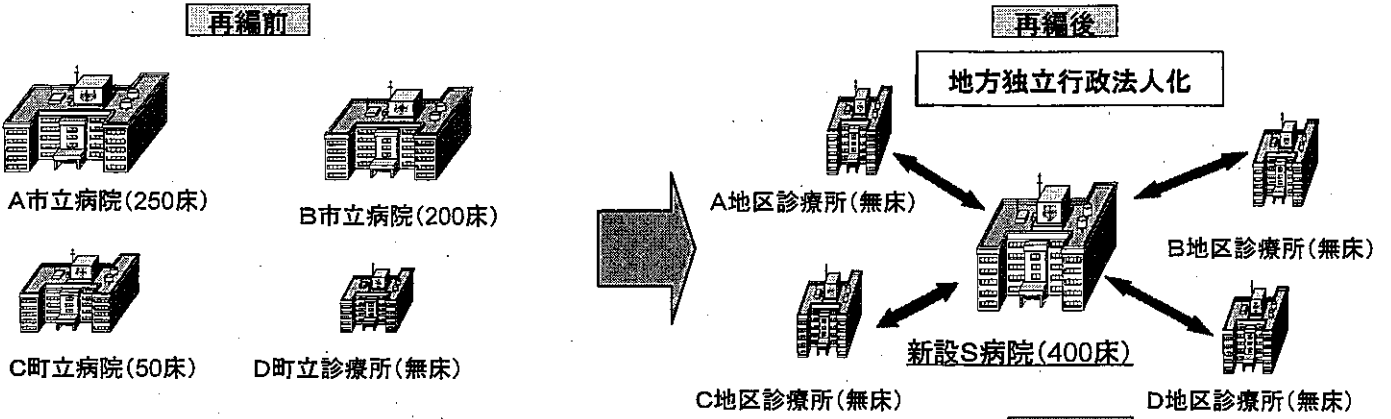 再編前
A市立病院(250床)
B市立病院(200床)
C町立病院(50床)
D町立診療所(無床)
再編後
地方独立行政法人化
A地区診療所(無床)
B地区診療所(無床)
新設S病院(400床)
C地区診療所(無床)
D地区診療所(無床)